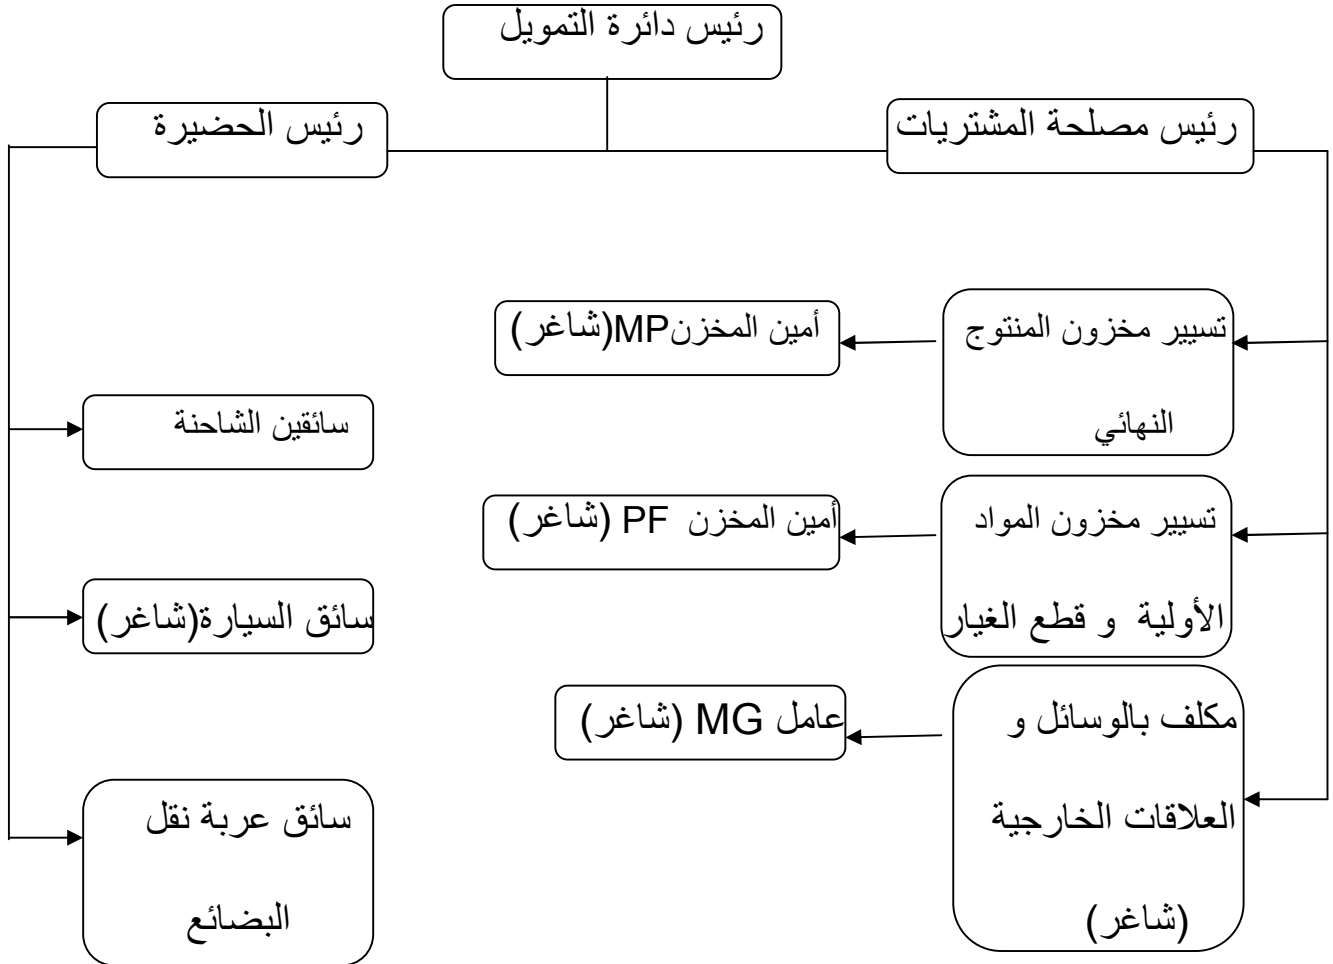 رئيس دائرة التمويل
رئيس مصلحة المشتريات
رئيس الحضيرة
تسيير مخزون المنتوج
النهائي
أمين المخزنMP(شاغر)
تسيير مخزون المواد
الأولية و قطع الغيار
أمين المخزن PF (شاغر)
مكلف بالوسائل و
العلاقات الخارجية
(شاغر)
عامل MG (شاغر)
سائقين الشاحنة
سائق السيارة(شاغر)
سائق عربة نقل
البضائع